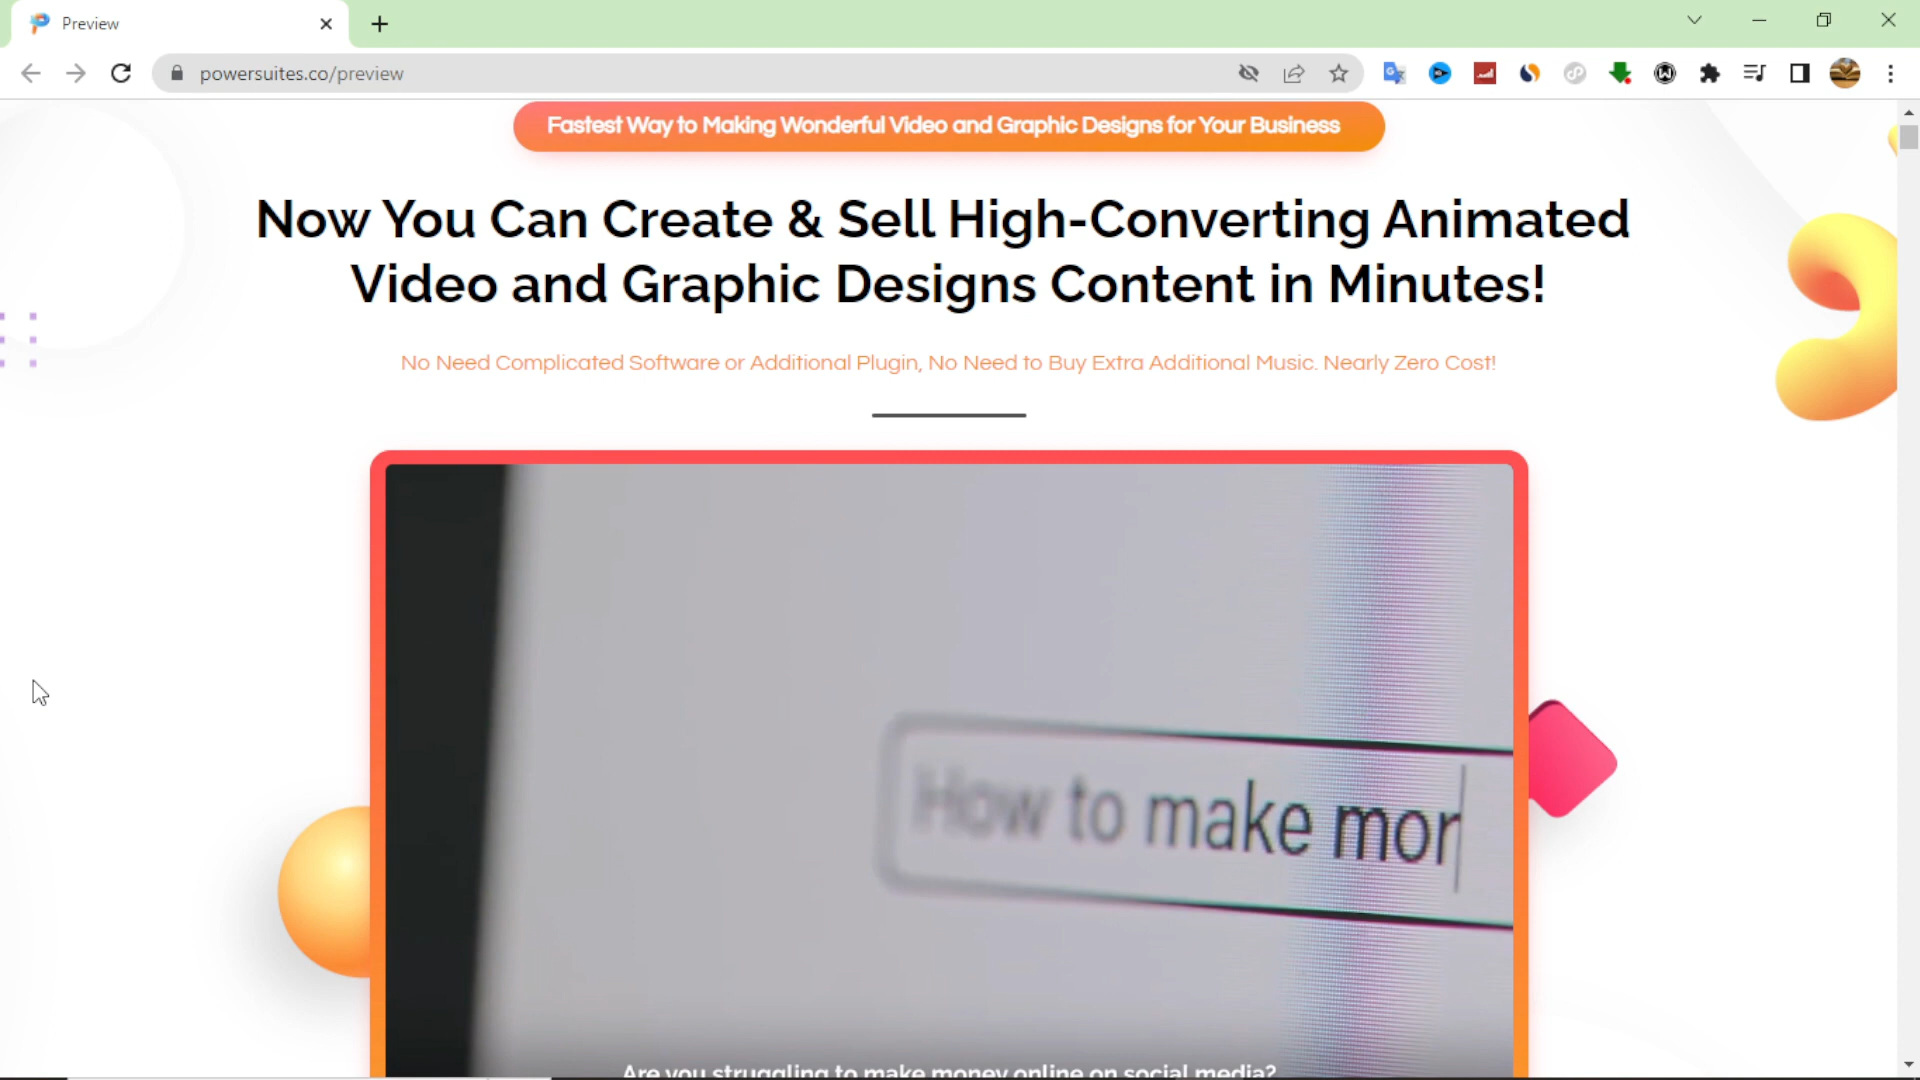 Preview
powersuites.co/preview
Fastest Way to Making Wonderful Video and Graphic Designs for Your Business
Now You Can Create & Sell High-Converting Animated
Video and Graphic Designs Content in Minutes!
No Need Complicated Software or Additional Plugin, No Need to Buy Extra Additional Music. Nearly Zero Cost!
How to make mor
Are you struggling to make money online on social media?